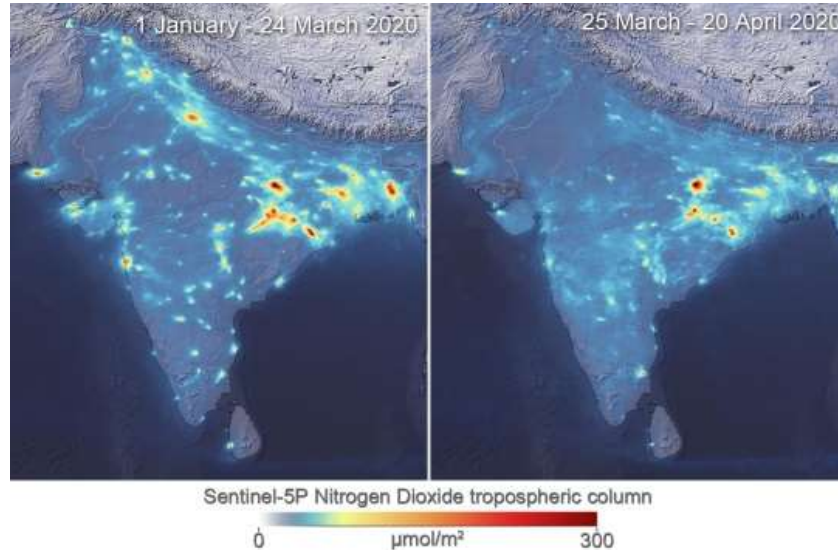 1 January - 24 March 2020
25 March - 20 April 2020
Sentinel-5P Nitrogen Dioxide tropospheric column
0 µmol/m² 300